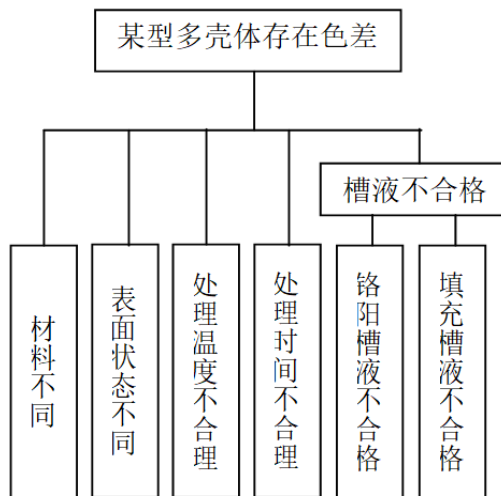 某型多壳体存在色差
槽液不合格
材料不同
表面状态不同
处理温度不合理
处理时间不合理
铬阳槽液不合格
填充槽液不合格